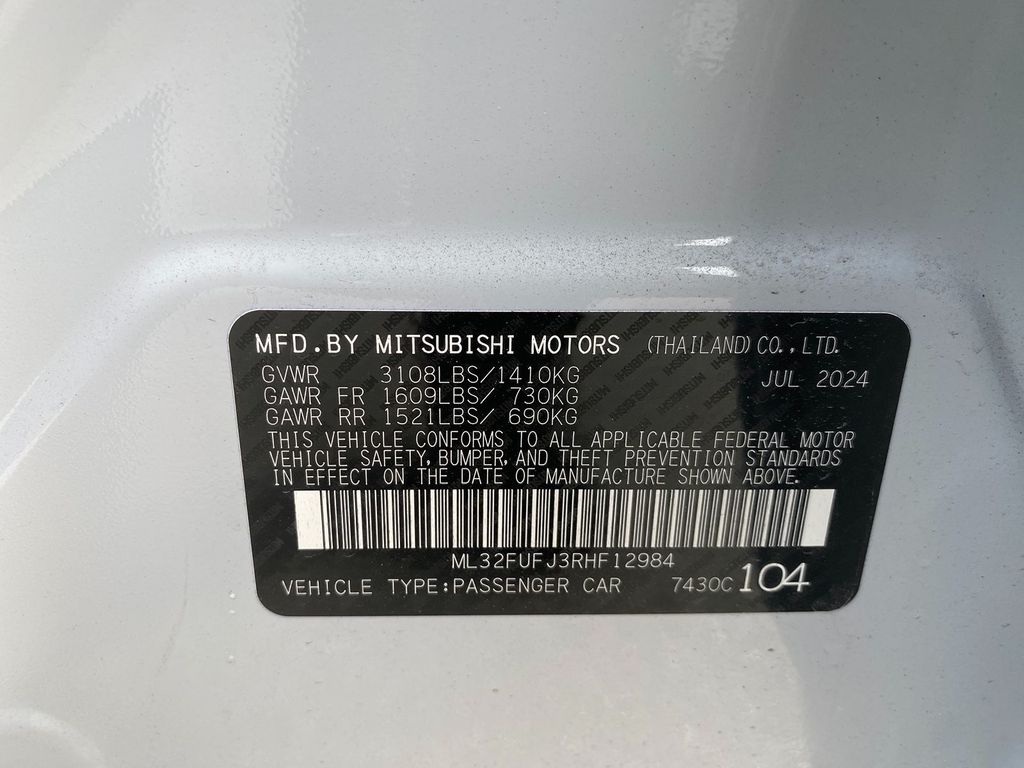 MFD.BY MITSUBISHI MOTORS (THAILAND)CO.,LTD.
GVWR 3108LBS/1410KG JUL 2024
GAWR FR 1609LBS/ 730KG
GAWR RR 1521LBS/ 690KG
THIS VEHICLE CONFORMS TO ALL APPLICABLE FEDERAL MOTOR
VEHICLE SAFETY, BUMPER, AND THEFT PREVENTION STANDARDS
IN EFFECT ON THE DATE OF MANUFACTURE SHOWN ABOVE.
ML32FUFJ3RHF12984
VEHICLE TYPE:PASSENGER CAR 7430C 104